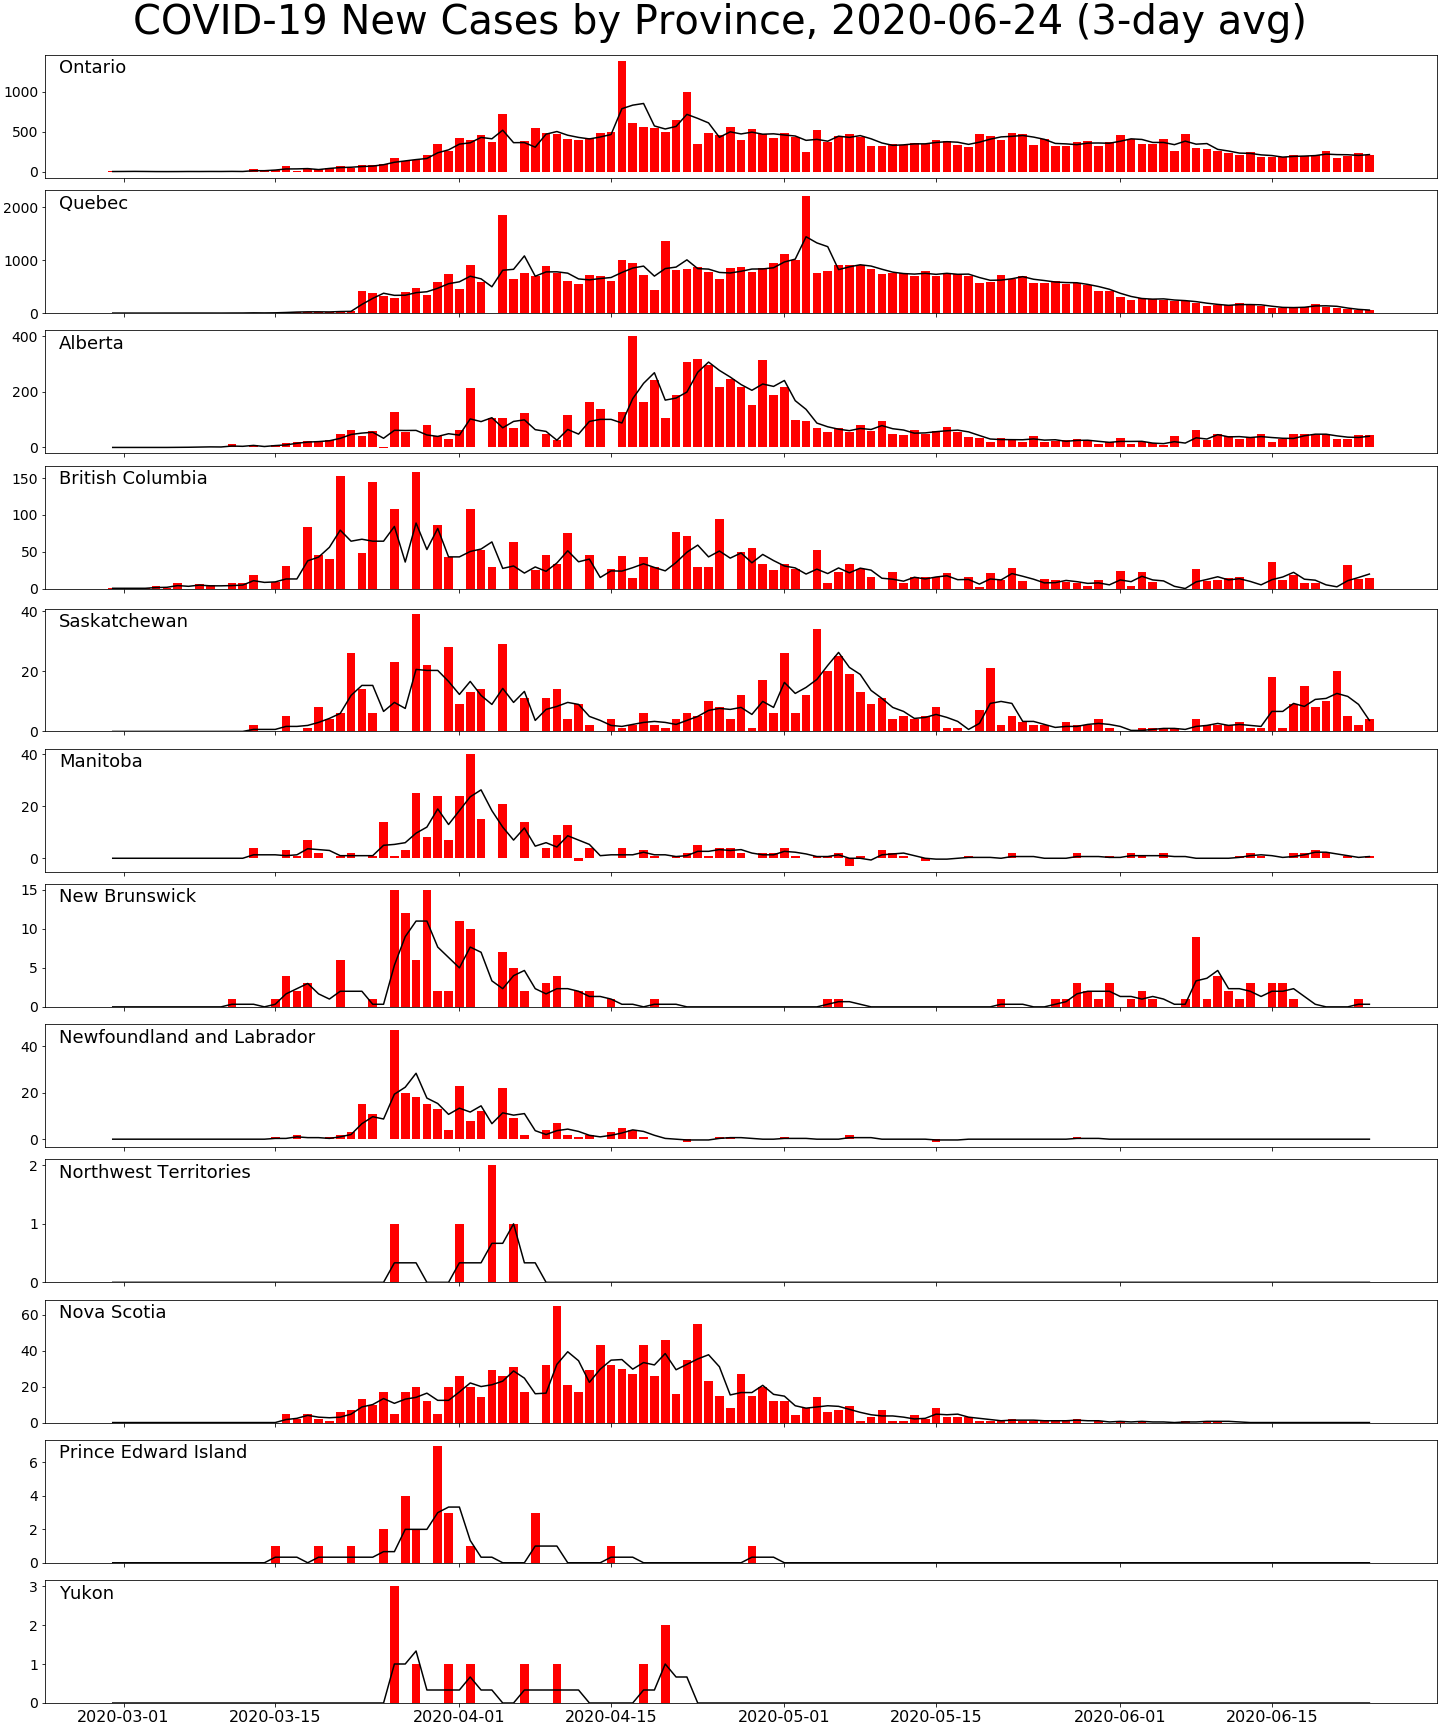 COVID-19 New Cases by Province, 2020-06-24 (3-day avg)
Ontario
1000
500
0
Quebec
2000
1000
0
Alberta
400
200
0
British Columbia
150
100
50
0
Saskatchewan
40
20
0
Manitoba
40
20
0
New Brunswick
15
10
5
0
Newfoundland and Labrador
40
20
0
Northwest Territories
2
1
0
Nova Scotia
60
40
20
0
Prince Edward Island
6
4
2
0
Yukon
3
2
1
0
2020-03-01 2020-03-15 2020-04-01 2020-04-15 2020-05-01 2020-05-15 2020-06-01 2020-06-15